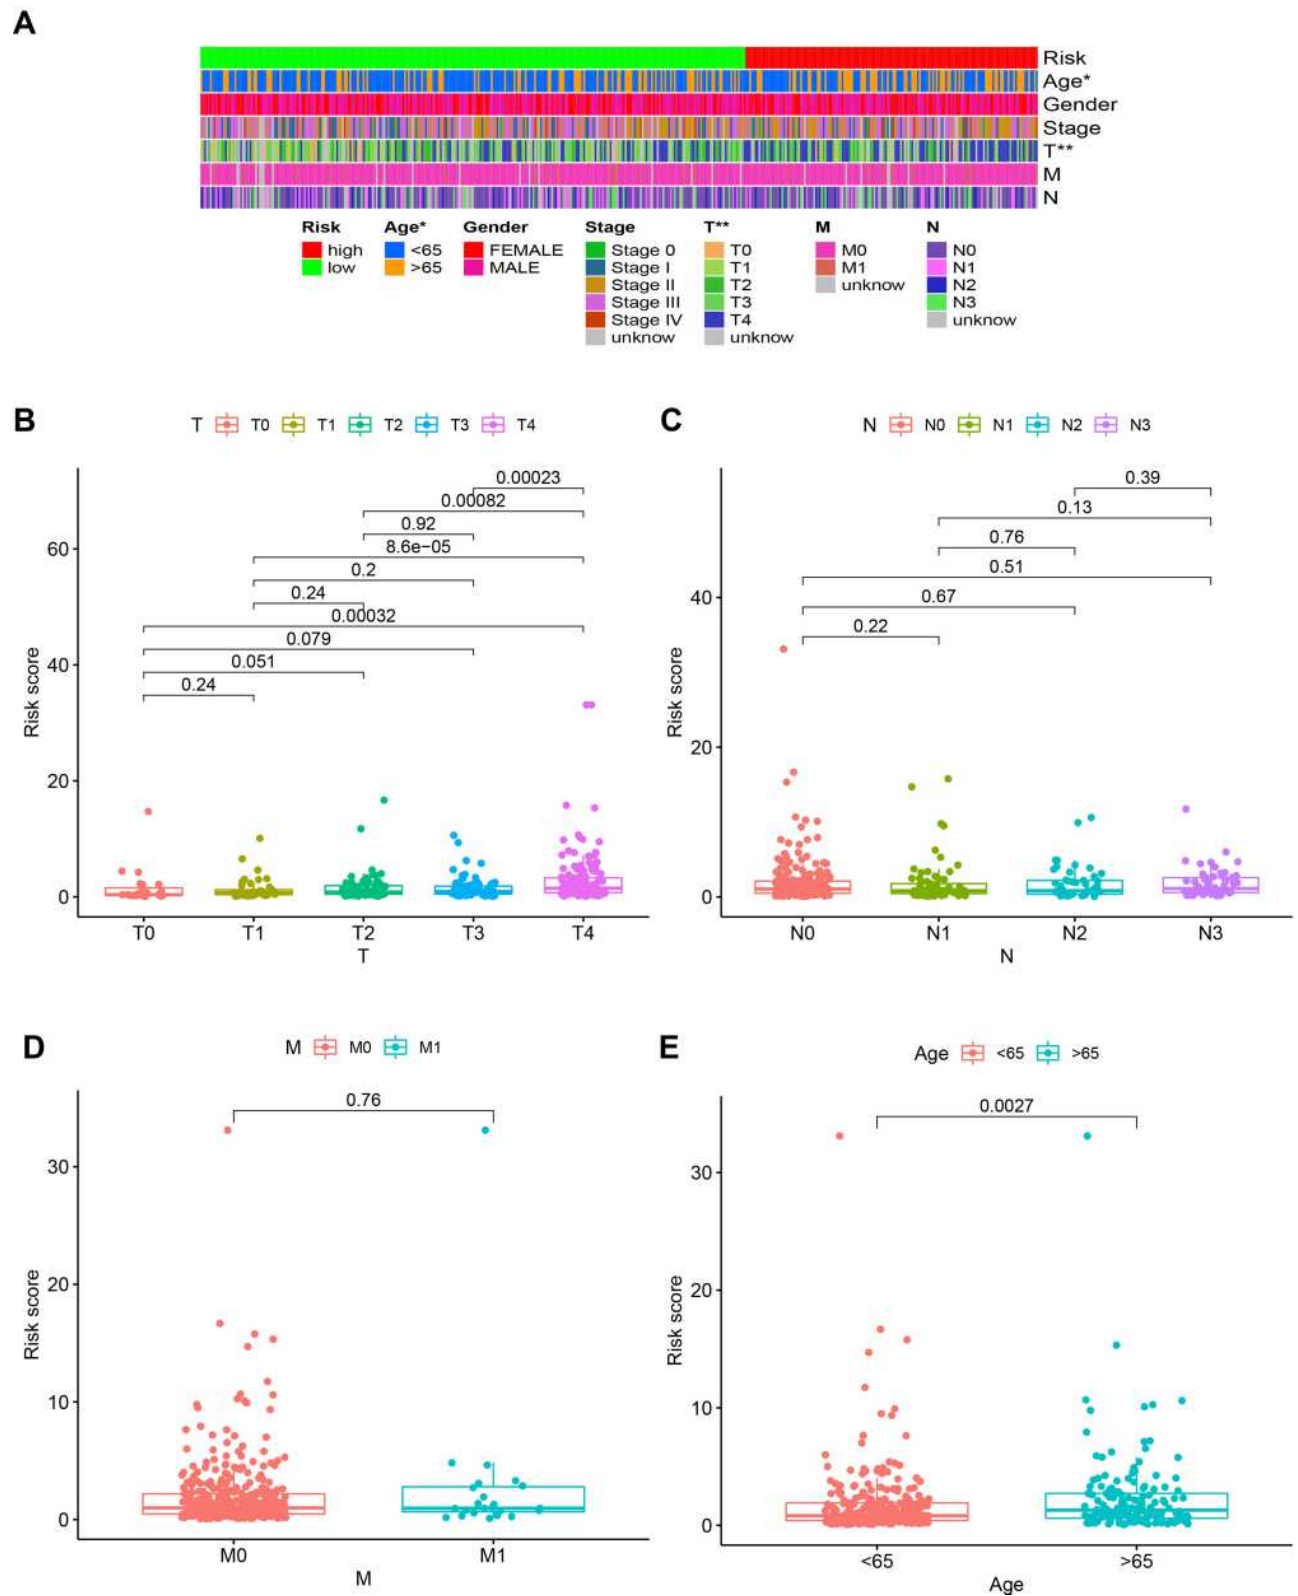 A
Risk
Age*
Gender
Stage
T**
M
N
Risk Age* Gender Stage T** M N
high <65 FEMALE Stage 0 T0 M0 N0
low >65 MALE Stage I T1 M1 N1
Stage II T2 unknow N2
Stage III T3 N3
Stage IV T4 unknow
unknow unknow
B
T T0 T1 T2 T3 T4
0.00023
0.00082
0.92
8.6e−05
0.2
0.24
0.00032
0.079
0.051
0.24
60
40
20
0
Risk score
T0 T1 T2 T3 T4
T
C
N N0 N1 N2 N3
0.39
0.13
0.76
0.51
0.67
0.22
40
20
0
Risk score
N0 N1 N2 N3
N
D
M M0 M1
0.76
30
20
10
0
Risk score
M0 M1
M
E
Age <65 >65
0.0027
30
20
10
0
Risk score
<65 >65
Age